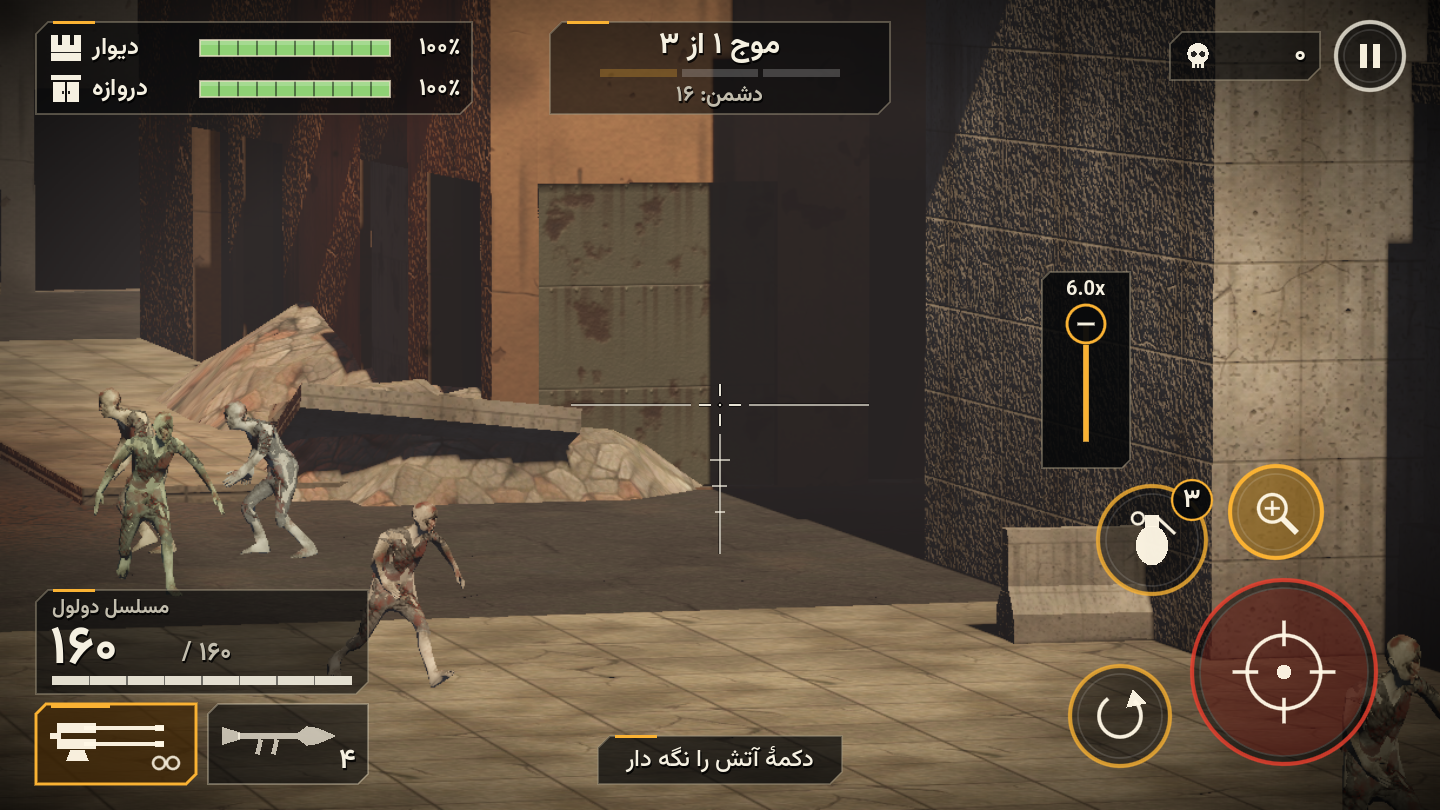 دیوار ۱۰۰٪
دروازه ۱۰۰٪
موج ۱ از ۳
دشمن: ۱۶
۰
6.0x
۳
مسلسل دولول
۱۶۰ / ۱۶۰
∞
۴
دکمهٔ آتش را نگه دار